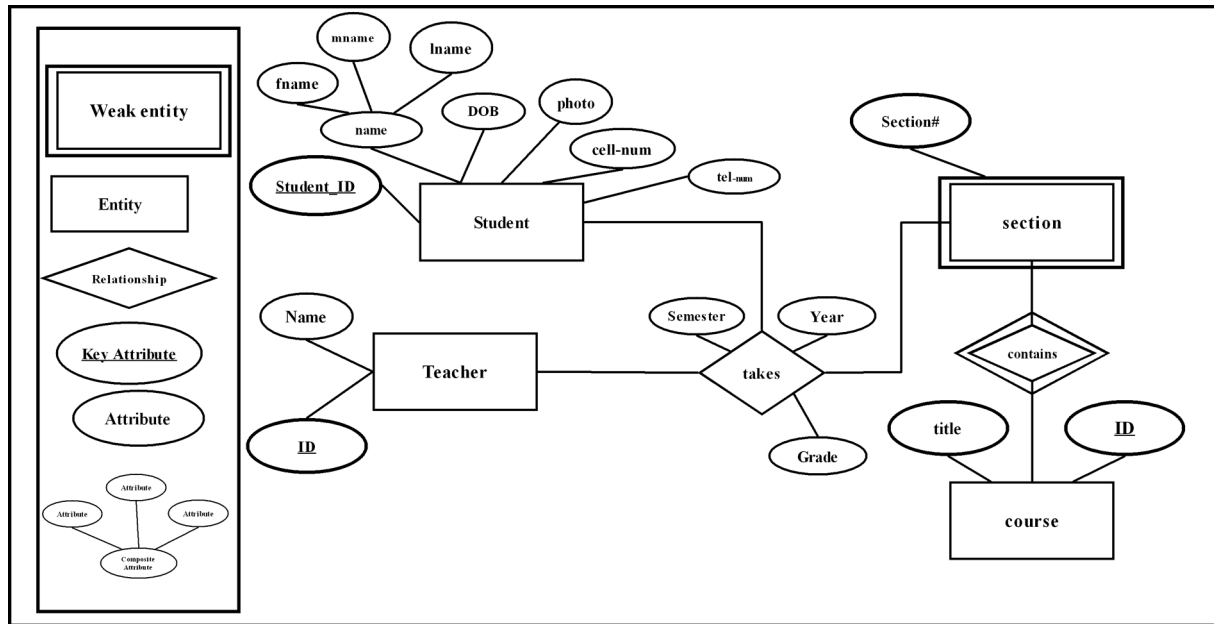 Weak entity
Entity
Relationship
Key Attribute
Attribute
Attribute
Attribute
Attribute
Composite
Attribute
mname
lname
fname
name
DOB
photo
cell-num
tel-num
Student_ID
Student
Section#
section
Name
Teacher
ID
Semester
Year
takes
Grade
contains
title
ID
course